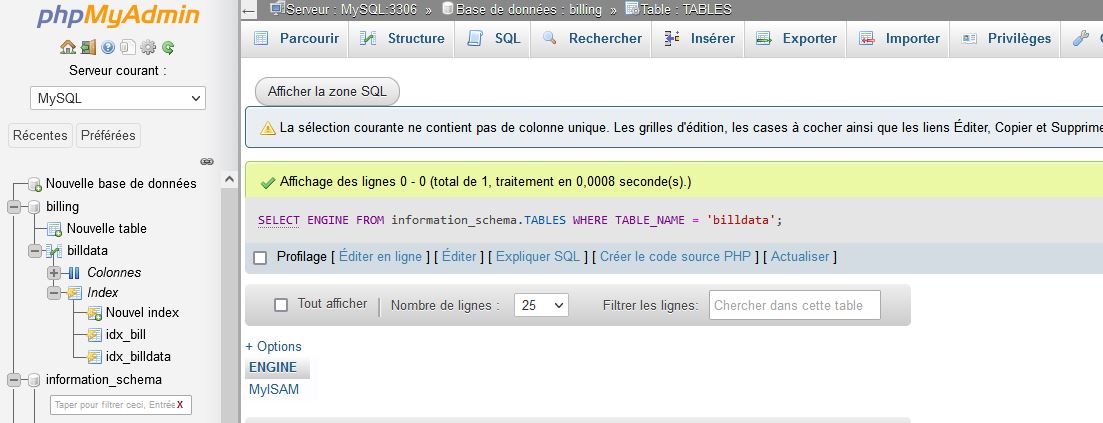 phpMyAdmin
Serveur courant :
MySQL
Récentes
Préférées
Nouvelle base de données
billing
Nouvelle table
billdata
Colonnes
Index
Nouvel index
idx_bill
idx_billdata
information_schema
Taper pour filtrer ceci, Entrée X
Serveur : MySQL:3306 » Base de données : billing » Table : TABLES
Parcourir Structure SQL Rechercher Insérer Exporter Importer Privilèges
Afficher la zone SQL
La sélection courante ne contient pas de colonne unique. Les grilles d'édition, les cases à cocher ainsi que les liens Éditer, Copier et Supprime
Affichage des lignes 0 - 0 (total de 1, traitement en 0,0008 seconde(s).)
SELECT ENGINE FROM information_schema.TABLES WHERE TABLE_NAME = 'billdata';
Profilage [ Éditer en ligne ] [ Éditer ] [ Expliquer SQL ] [ Créer le code source PHP ] [ Actualiser ]
Tout afficher Nombre de lignes : 25 Filtrer les lignes: Chercher dans cette table
+ Options
ENGINE
MyISAM